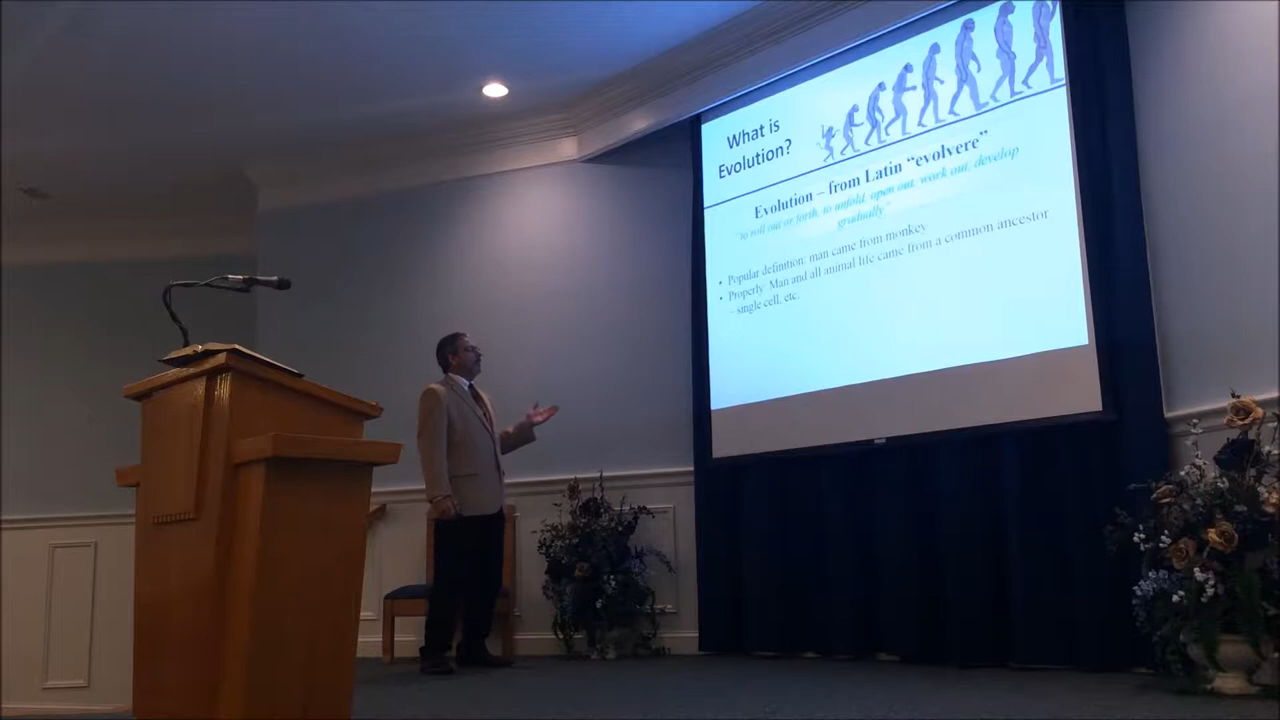 What is
Evolution?
Evolution – from Latin “evolvere”
“to roll out or forth, to unfold, open out, work out, develop
gradually”
• Popular definition: man came from monkey
• Properly: Man and all animal life came from a common ancestor
– single cell, etc.